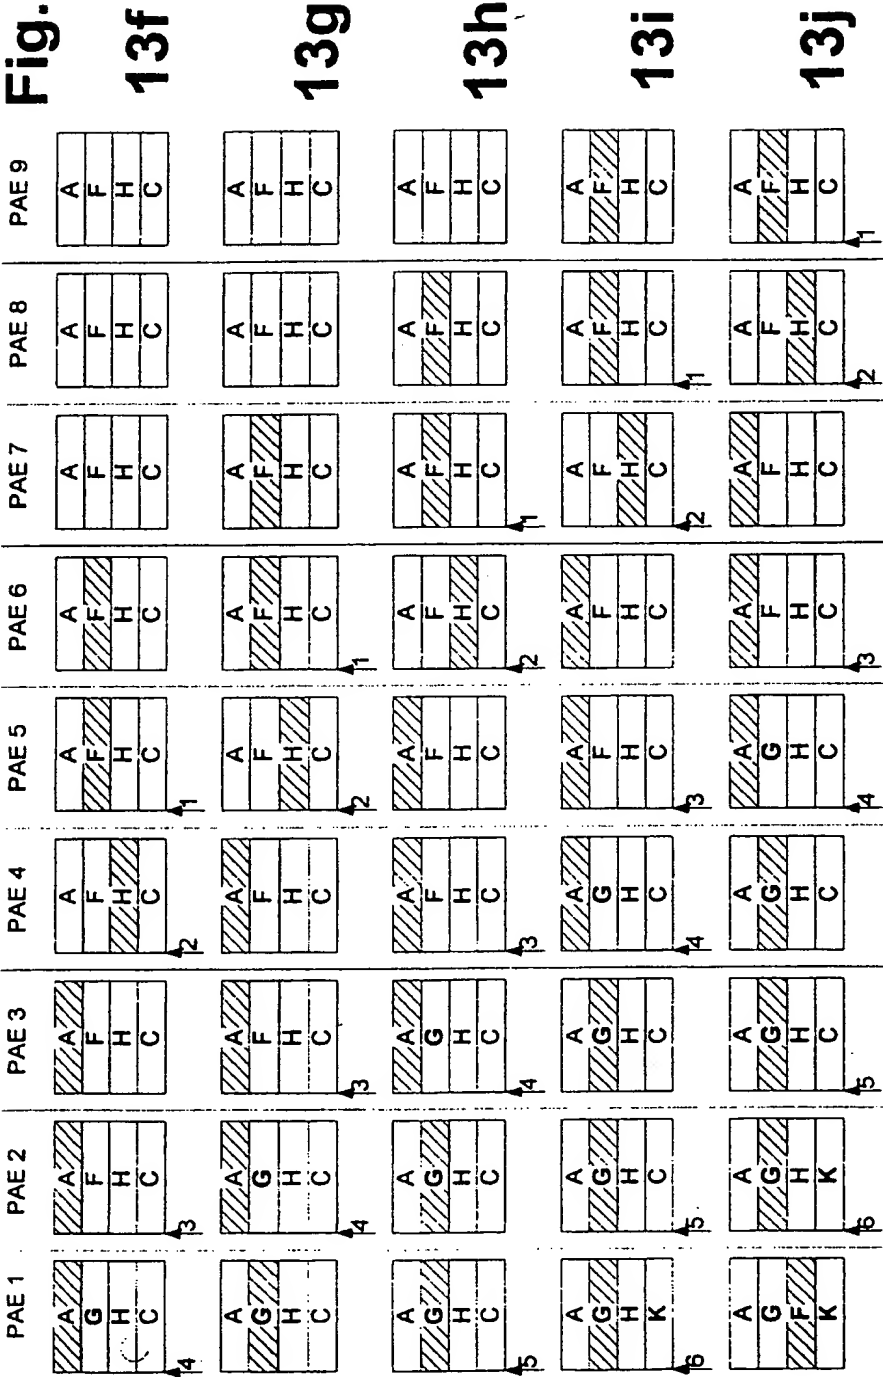 PAE 1 PAE 2 PAE 3 PAE 4 PAE 5 PAE 6 PAE 7 PAE 8 PAE 9 Fig.
A A A A A A A A A
G F F F F F F F F
H H H H H H H H H
C C C C C C C C C 13f
4 3 2 1
A A A A A A A A A
G G F F F F F F F
H H H H H H H H H
C C C C C C C C C 13g
4 3 2 1
A A A A A A A A A
G G G F F F F F F
H H H H H H H H H
C C C C C C C C C 13h
5 4 3 2 1
A A A A A A A A A
G G G G F F F F F
H H H H H H H H H
K C C C C C C C C 13i
6 5 4 3 2 1
A A A A A A A A A
G G G G G F F F F
F H H H H H H H H
K K C C C C C C C 13j
6 5 4 3 2 1